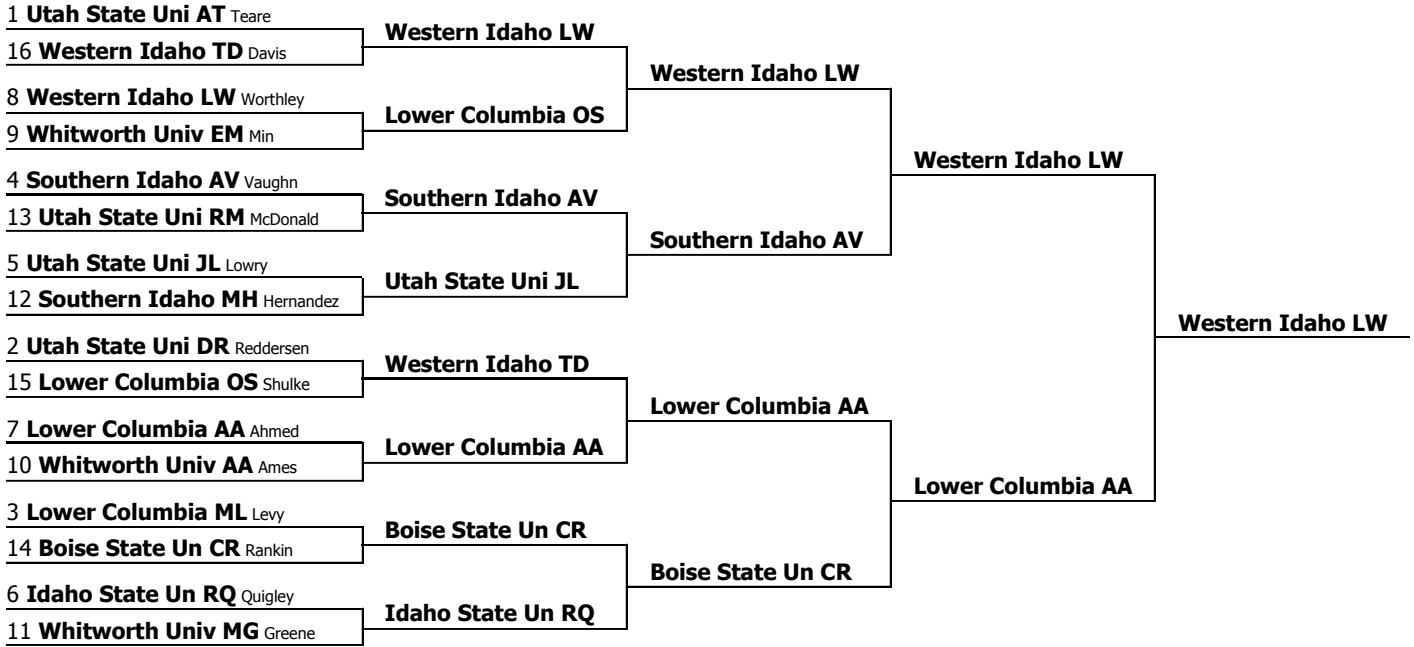 1 Utah State Uni AT Teare
16 Western Idaho TD Davis
8 Western Idaho LW Worthley
9 Whitworth Univ EM Min
4 Southern Idaho AV Vaughn
13 Utah State Uni RM McDonald
5 Utah State Uni JL Lowry
12 Southern Idaho MH Hernandez
2 Utah State Uni DR Reddersen
15 Lower Columbia OS Shulke
7 Lower Columbia AA Ahmed
10 Whitworth Univ AA Ames
3 Lower Columbia ML Levy
14 Boise State Un CR Rankin
6 Idaho State Un RQ Quigley
11 Whitworth Univ MG Greene
Western Idaho LW
Lower Columbia OS
Southern Idaho AV
Utah State Uni JL
Western Idaho TD
Lower Columbia AA
Boise State Un CR
Idaho State Un RQ
Western Idaho LW
Southern Idaho AV
Lower Columbia AA
Boise State Un CR
Western Idaho LW
Lower Columbia AA
Western Idaho LW